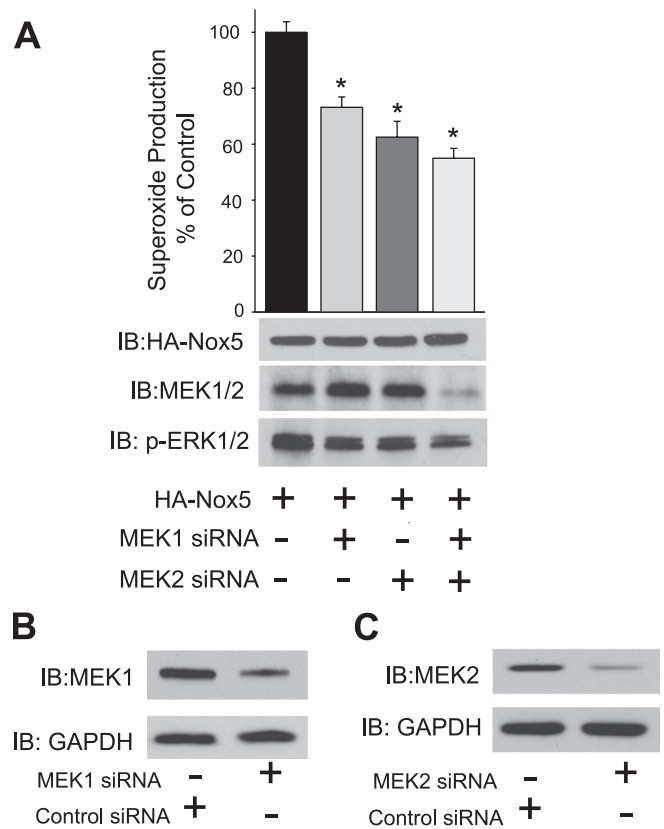 A
Superoxide Production
% of Control
100
80
60
40
20
0
*
*
*
IB:HA-Nox5
IB:MEK1/2
IB: p-ERK1/2
HA-Nox5 + + + +
MEK1 siRNA - + - +
MEK2 siRNA - - + +
B
IB:MEK1
IB: GAPDH
MEK1 siRNA - +
Control siRNA + -
C
IB:MEK2
IB: GAPDH
MEK2 siRNA - +
Control siRNA + -